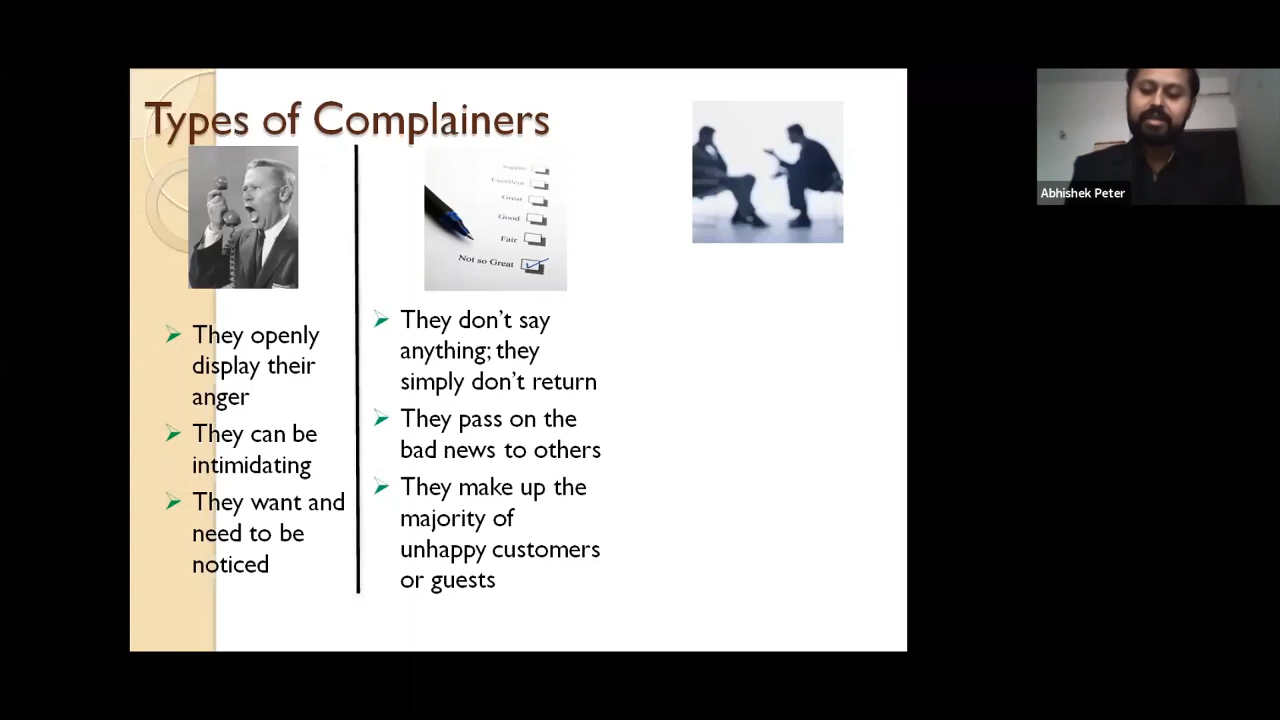 Types of Complainers
Excellent
Great
Good
Fair
Not so Great
They openly
display their
anger
They can be
intimidating
They want and
need to be
noticed
They don’t say
anything; they
simply don’t return
They pass on the
bad news to others
They make up the
majority of
unhappy customers
or guests
Abhishek Peter